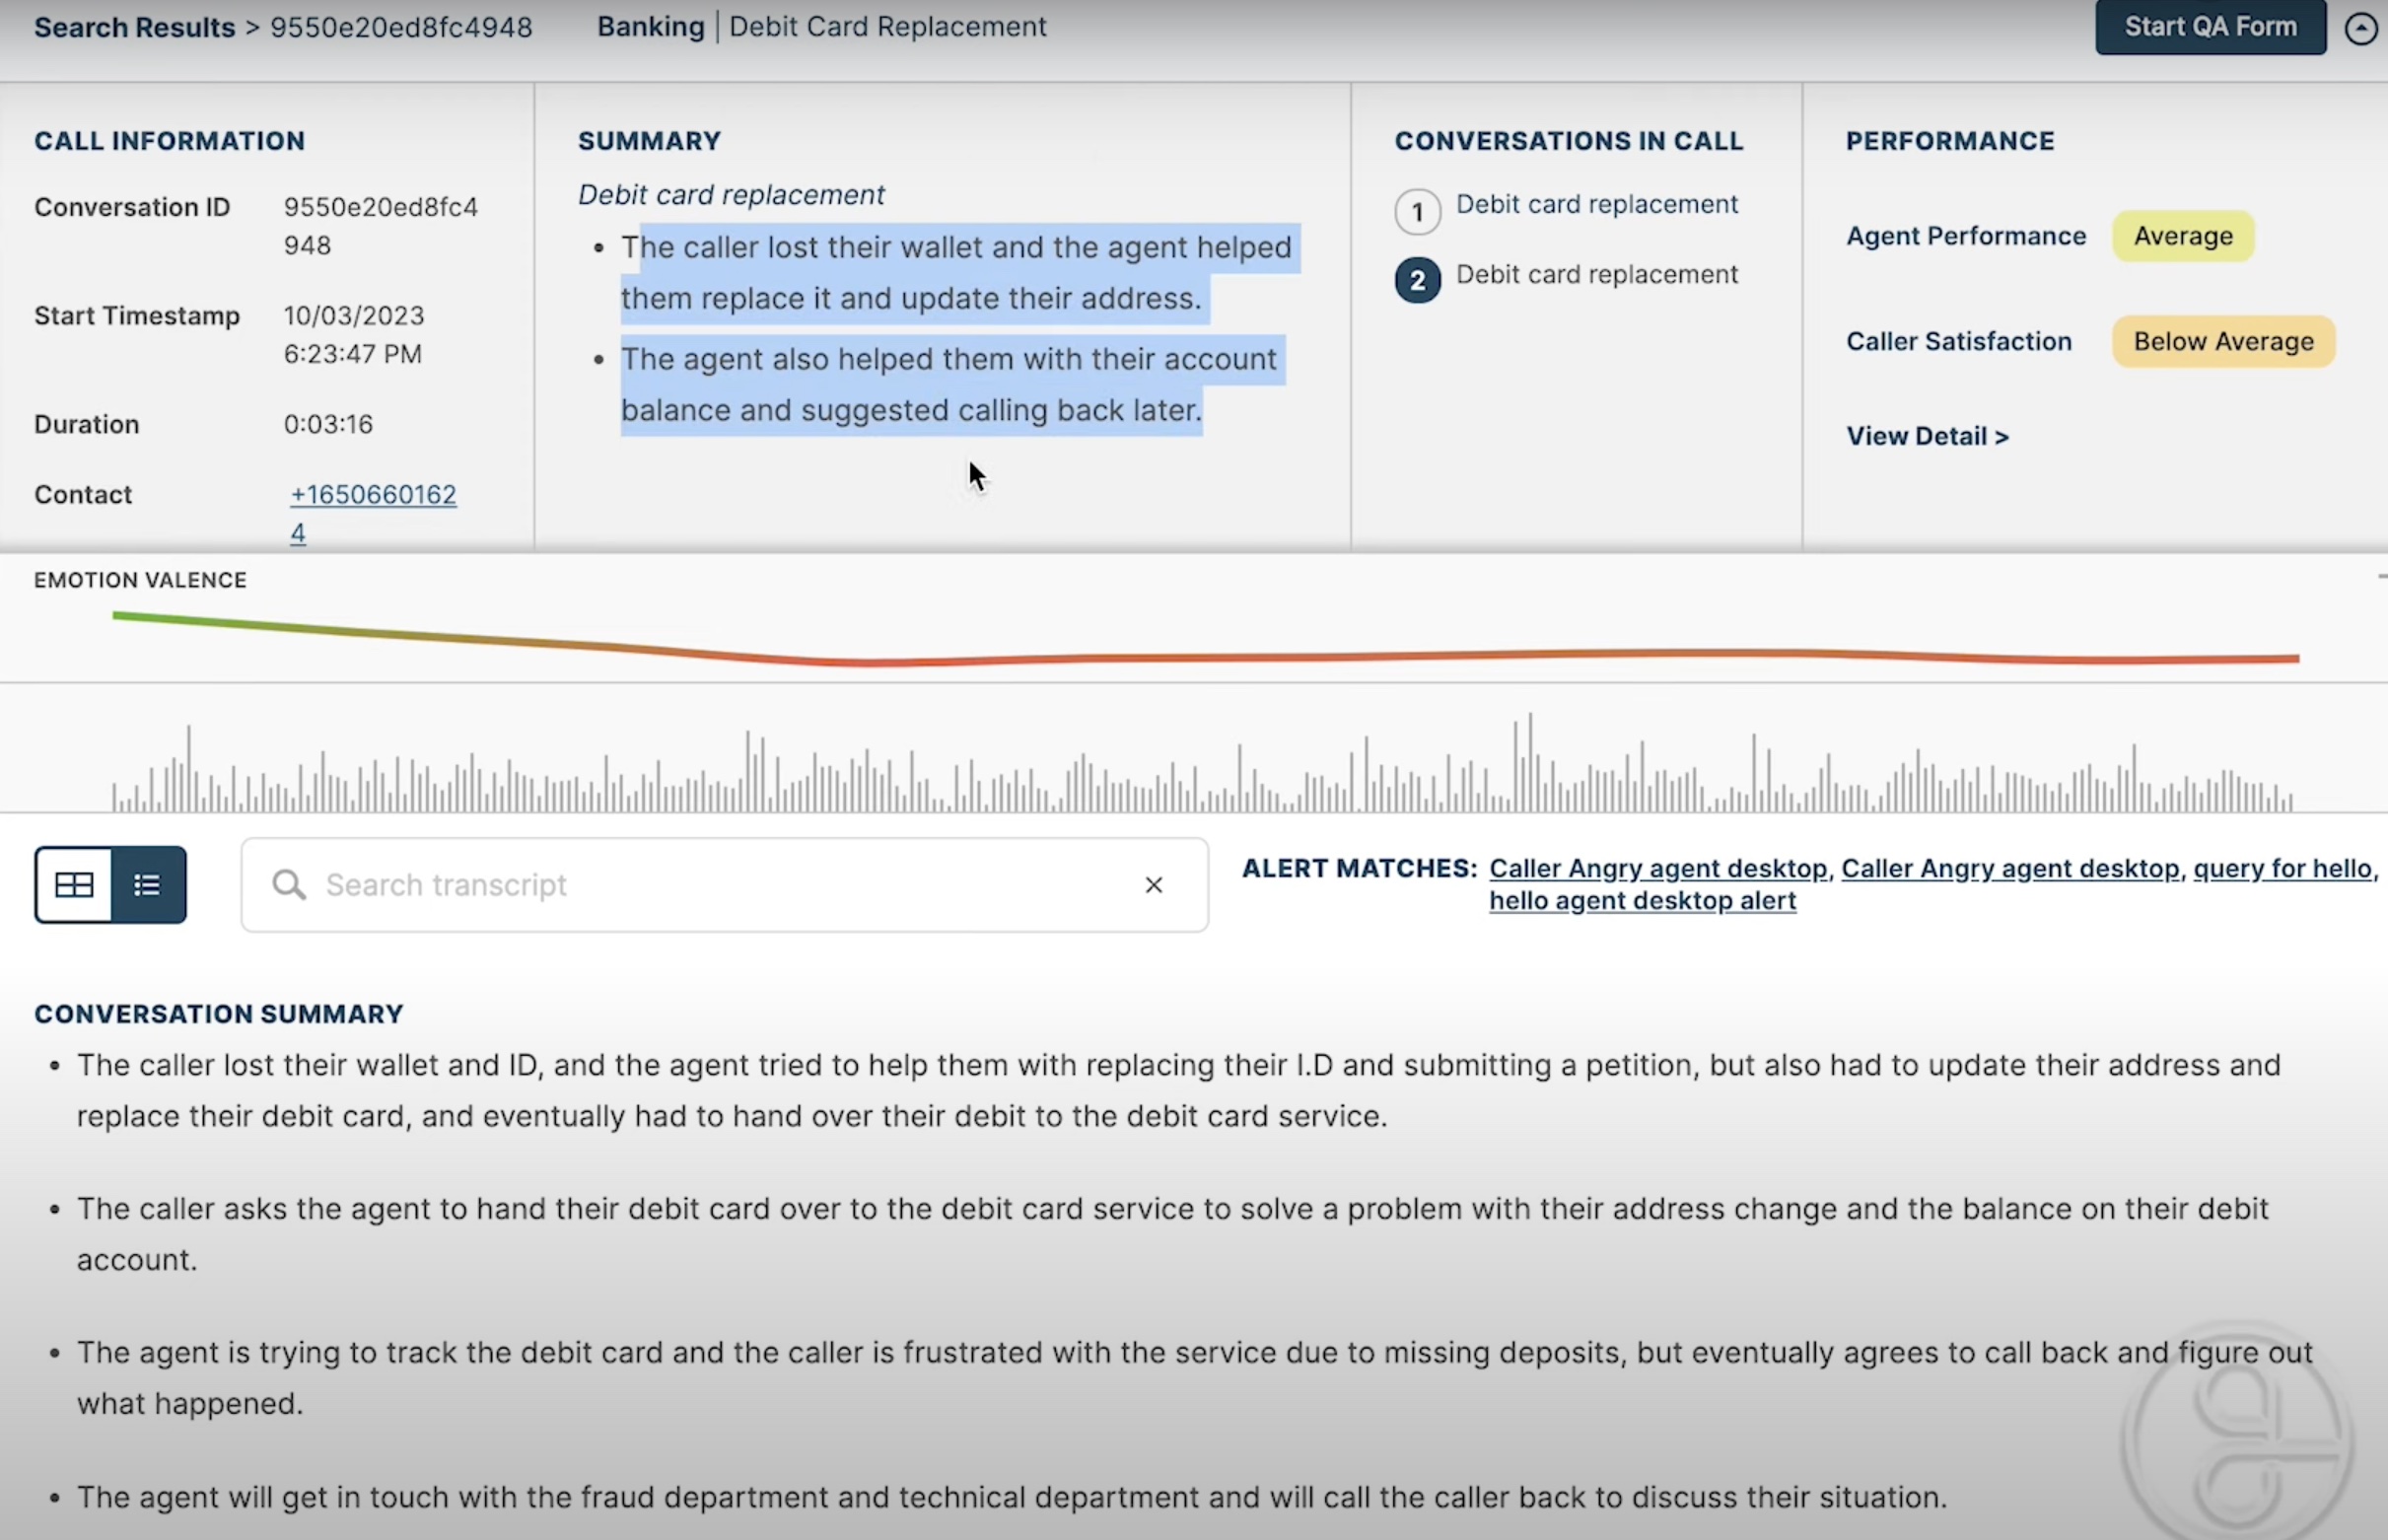 Search Results > 9550e20ed8fc4948
Banking | Debit Card Replacement
Start QA Form
CALL INFORMATION
Conversation ID 9550e20ed8fc4
948
Start Timestamp 10/03/2023
6:23:47 PM
Duration 0:03:16
Contact +1650660162
4
SUMMARY
Debit card replacement
• The caller lost their wallet and the agent helped
them replace it and update their address.
• The agent also helped them with their account
balance and suggested calling back later.
CONVERSATIONS IN CALL
1 Debit card replacement
2 Debit card replacement
PERFORMANCE
Agent Performance Average
Caller Satisfaction Below Average
View Detail >
EMOTION VALENCE
Search transcript
ALERT MATCHES: Caller Angry agent desktop, Caller Angry agent desktop, query for hello,
hello agent desktop alert
CONVERSATION SUMMARY
• The caller lost their wallet and ID, and the agent tried to help them with replacing their I.D and submitting a petition, but also had to update their address and
replace their debit card, and eventually had to hand over their debit to the debit card service.
• The caller asks the agent to hand their debit card over to the debit card service to solve a problem with their address change and the balance on their debit
account.
• The agent is trying to track the debit card and the caller is frustrated with the service due to missing deposits, but eventually agrees to call back and figure out
what happened.
• The agent will get in touch with the fraud department and technical department and will call the caller back to discuss their situation.